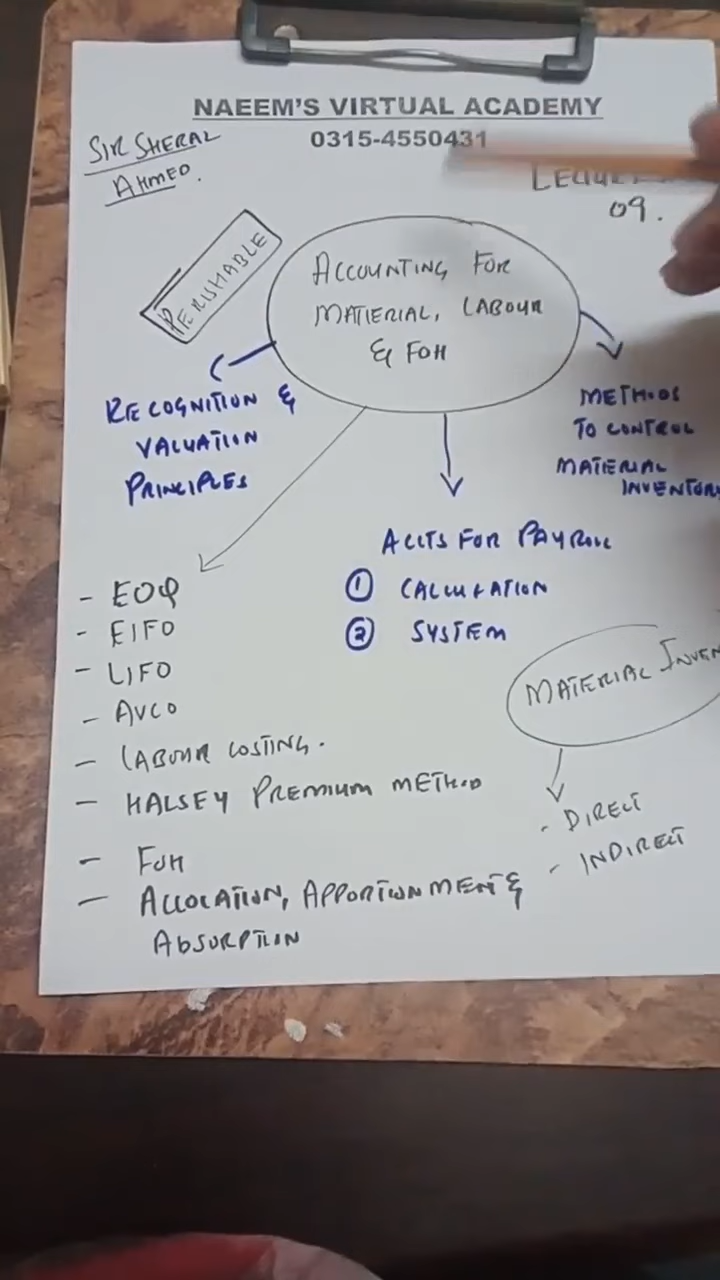 NAEEM'S VIRTUAL ACADEMY
0315-4550431
SIR SHERAL
AHMED.
09.
PERISHABLE
ACCOUNTING FOR
MATERIAL, LABOUR
& FOH
RECOGNITION &
VALUATION
PRINCIPLES
METHODS
TO CONTROL
MATERIAL
INVENTORY
ACCTS FOR PAYROLL
1 CALCULATION
2 SYSTEM
- EOQ
- FIFO
- LIFO
- AVCO
- LABOUR COSTING.
- HALSEY PREMIUM METHOD
- FOH
- ALLOCATION, APPORTIONMENT &
ABSORPTION
MATERIAL INVEN
- DIRECT
- INDIRECT